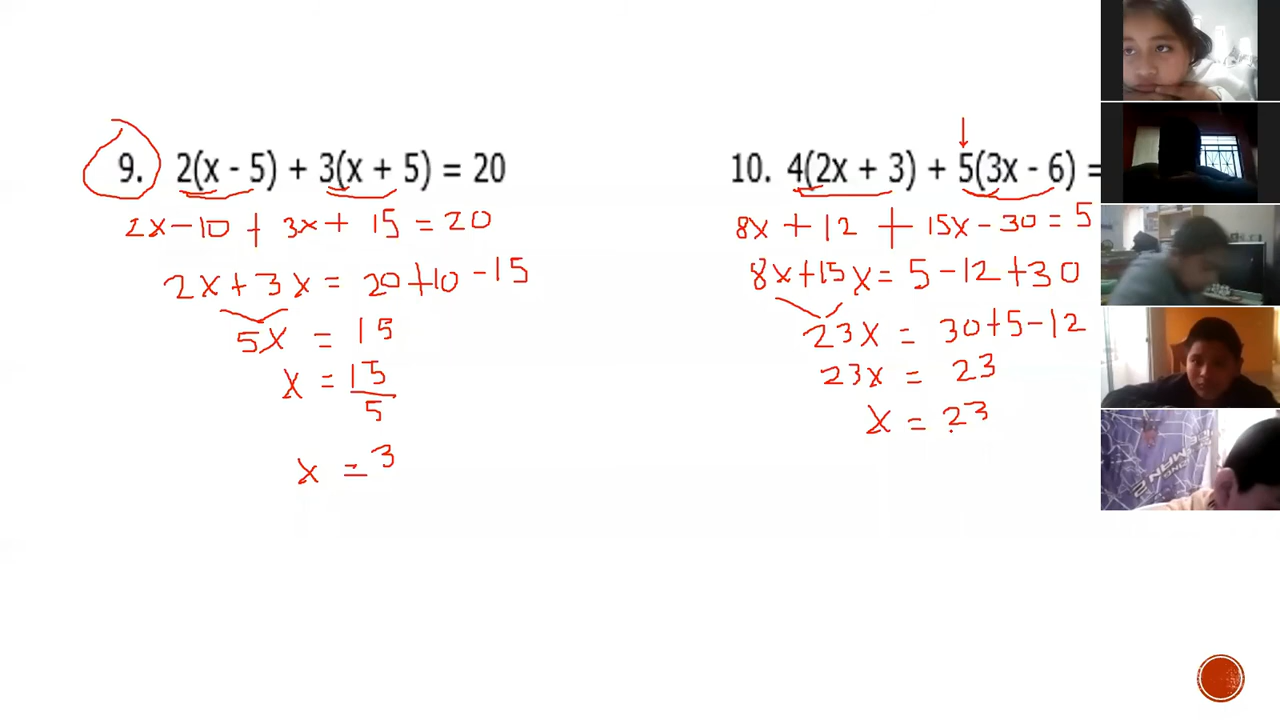 9. 2(x - 5) + 3(x + 5) = 20
2x - 10 + 3x + 15 = 20
2x + 3x = 20 + 10 - 15
5x = 15
x = 15/5
x = 3
10. 4(2x + 3) + 5(3x - 6) =
8x + 12 + 15x - 30 = 5
8x + 15x = 5 - 12 + 30
23x = 30 + 5 - 12
23x = 23
x = 23